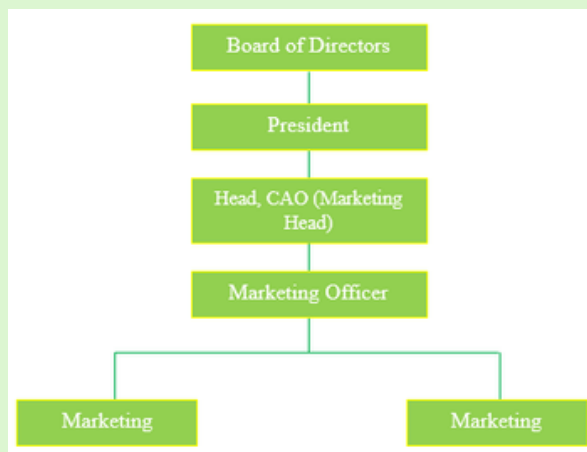 Board of Directors
President
Head, CAO (Marketing
Head)
Marketing Officer
Marketing
Marketing